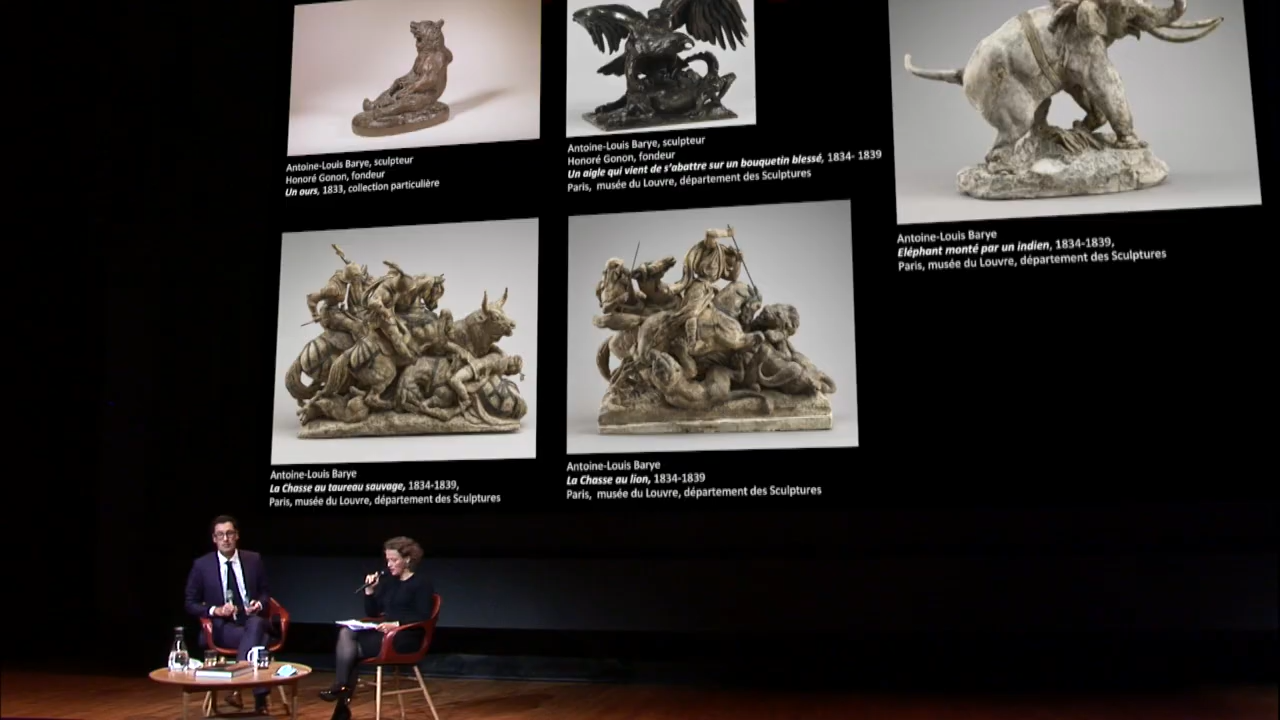 Antoine-Louis Barye, sculpteur
Honoré Gonon, fondeur
Un ours, 1833, collection particulière
Antoine-Louis Barye, sculpteur
Honoré Gonon, fondeur
Un aigle qui vient de s'abattre sur un bouquetin blessé, 1834- 1839
Paris, musée du Louvre, département des Sculptures
Antoine-Louis Barye
Eléphant monté par un indien, 1834-1839,
Paris, musée du Louvre, département des Sculptures
Antoine-Louis Barye
La Chasse au taureau sauvage, 1834-1839,
Paris, musée du Louvre, département des Sculptures
Antoine-Louis Barye
La Chasse au lion, 1834-1839
Paris, musée du Louvre, département des Sculptures